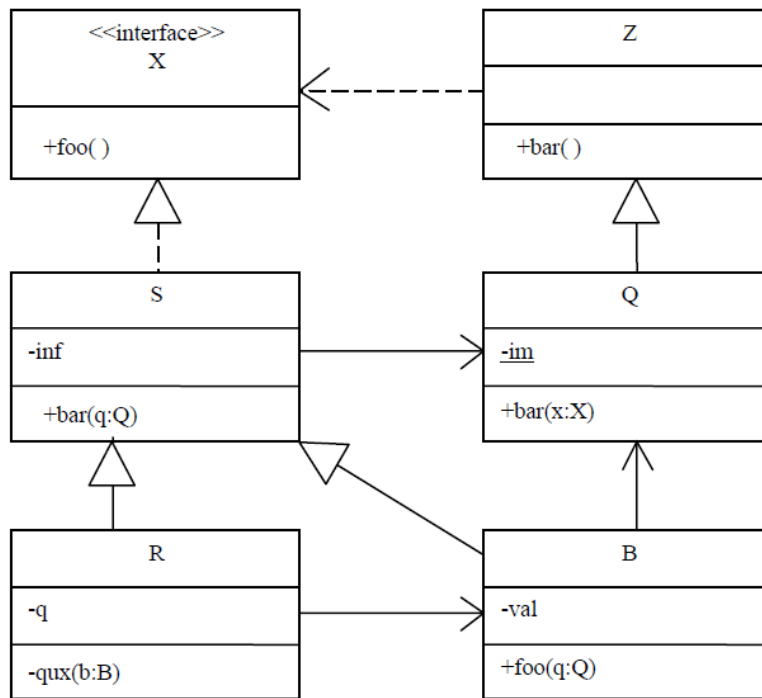 <<interface>>
X
+foo( )
Z
+bar( )
S
-inf
+bar(q:Q)
Q
-im
+bar(x:X)
R
-q
-qux(b:B)
B
-val
+foo(q:Q)